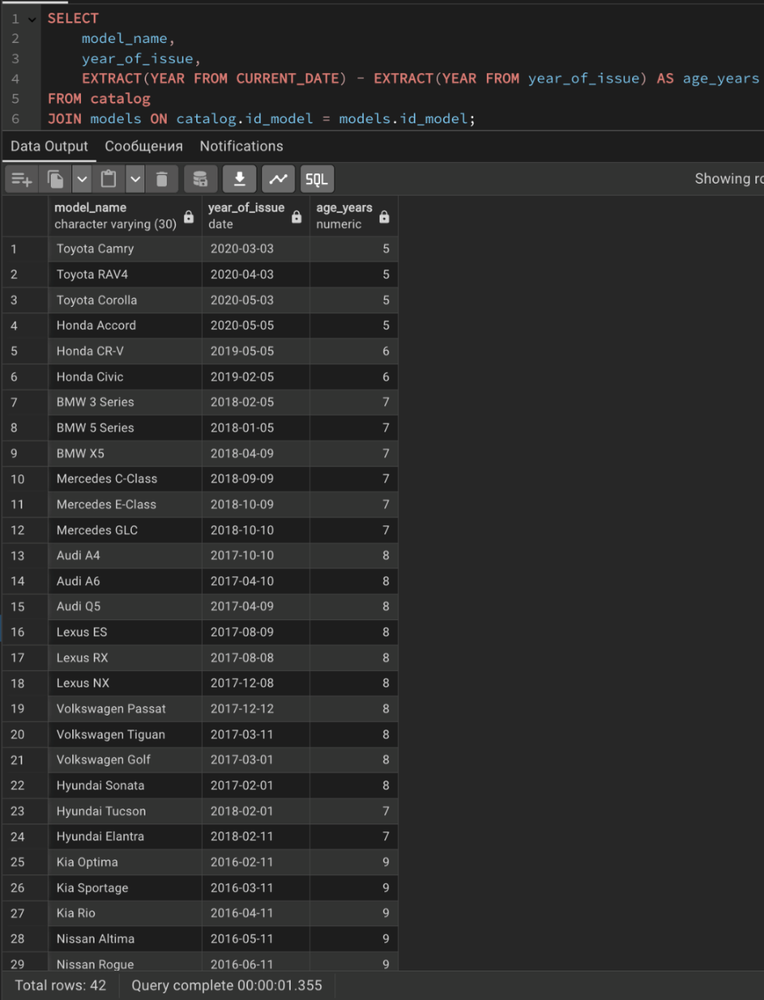 1 SELECT
2 model_name,
3 year_of_issue,
4 EXTRACT(YEAR FROM CURRENT_DATE) - EXTRACT(YEAR FROM year_of_issue) AS age_years
5 FROM catalog
6 JOIN models ON catalog.id_model = models.id_model;
Data Output Сообщения Notifications
SQL Showing ro
model_name year_of_issue age_years
character varying (30) date numeric
1 Toyota Camry 2020-03-03 5
2 Toyota RAV4 2020-04-03 5
3 Toyota Corolla 2020-05-03 5
4 Honda Accord 2020-05-05 5
5 Honda CR-V 2019-05-05 6
6 Honda Civic 2019-02-05 6
7 BMW 3 Series 2018-02-05 7
8 BMW 5 Series 2018-01-05 7
9 BMW X5 2018-04-09 7
10 Mercedes C-Class 2018-09-09 7
11 Mercedes E-Class 2018-10-09 7
12 Mercedes GLC 2018-10-10 7
13 Audi A4 2017-10-10 8
14 Audi A6 2017-04-10 8
15 Audi Q5 2017-04-09 8
16 Lexus ES 2017-08-09 8
17 Lexus RX 2017-08-08 8
18 Lexus NX 2017-12-08 8
19 Volkswagen Passat 2017-12-12 8
20 Volkswagen Tiguan 2017-03-11 8
21 Volkswagen Golf 2017-03-01 8
22 Hyundai Sonata 2017-02-01 8
23 Hyundai Tucson 2018-02-01 7
24 Hyundai Elantra 2018-02-11 7
25 Kia Optima 2016-02-11 9
26 Kia Sportage 2016-03-11 9
27 Kia Rio 2016-04-11 9
28 Nissan Altima 2016-05-11 9
29 Nissan Rogue 2016-06-11 9
Total rows: 42 Query complete 00:00:01.355